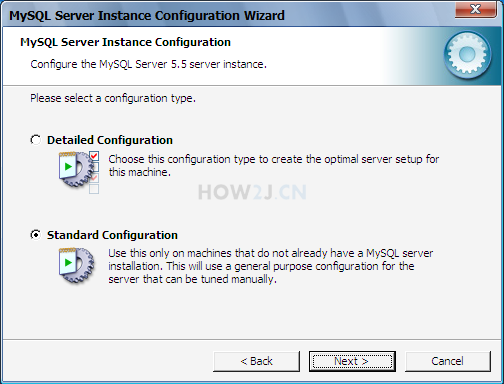 MySQL Server Instance Configuration Wizard
MySQL Server Instance Configuration
Configure the MySQL Server 5.5 server instance.
Please select a configuration type.
Detailed Configuration
Choose this configuration type to create the optimal server setup for
this machine.
HOW2J.CN
Standard Configuration
Use this only on machines that do not already have a MySQL server
installation. This will use a general purpose configuration for the
server that can be tuned manually.
< Back
Next >
Cancel